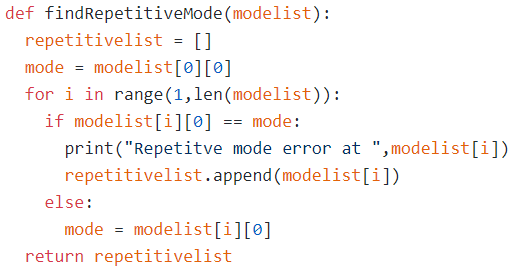 def findRepetitiveMode(modelist):
  repetitivelist = []
  mode = modelist[0][0]
  for i in range(1,len(modelist)):
    if modelist[i][0] == mode:
      print("Repetitve mode error at ",modelist[i])
      repetitivelist.append(modelist[i])
    else:
      mode = modelist[i][0]
  return repetitivelist